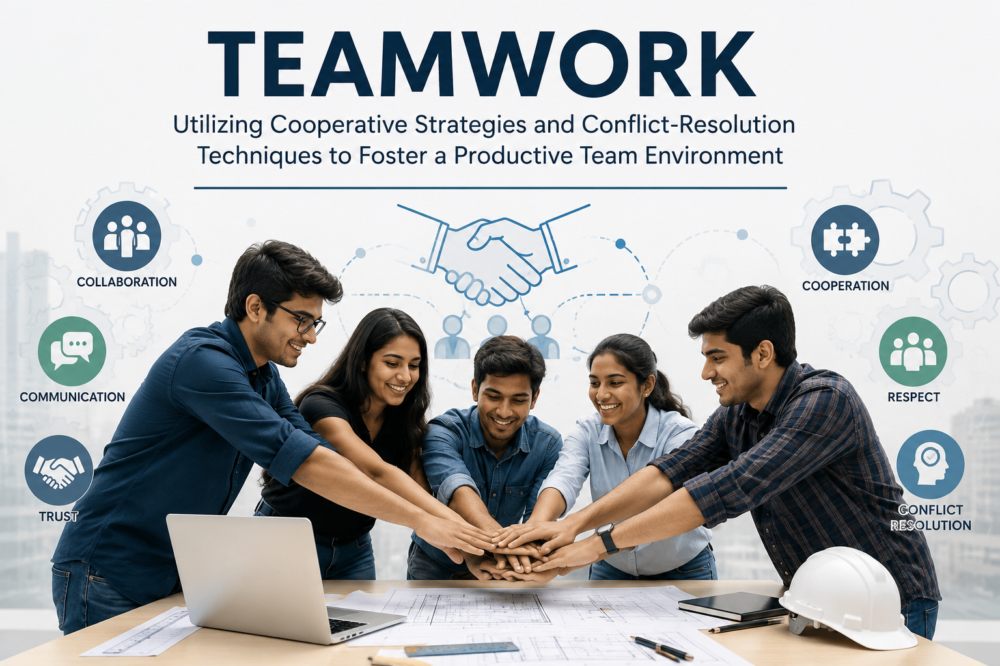 TEAMWORK
Utilizing Cooperative Strategies and Conflict-Resolution
Techniques to Foster a Productive Team Environment
COLLABORATION
COMMUNICATION
TRUST
COOPERATION
RESPECT
CONFLICT
RESOLUTION